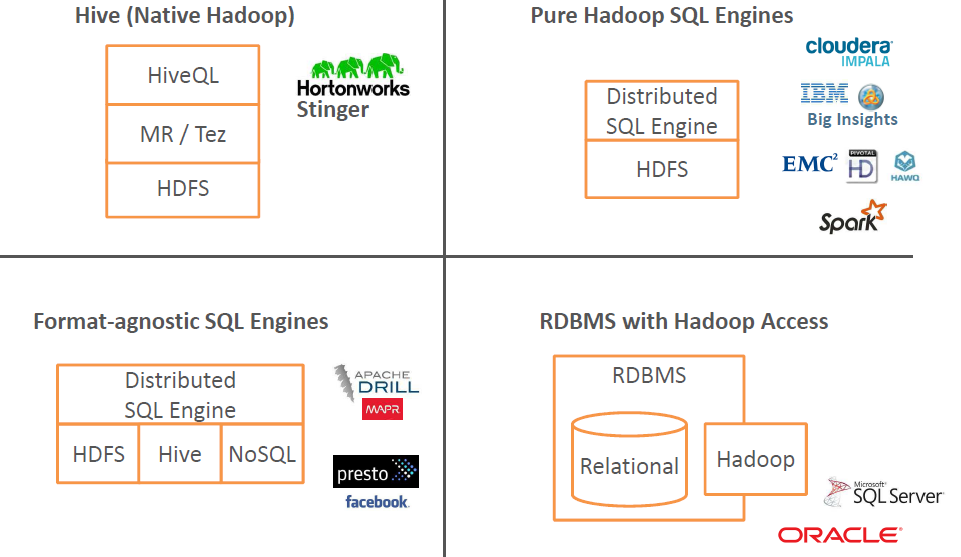 Hive (Native Hadoop)
HiveQL
MR / Tez
HDFS
Hortonworks
Stinger
Pure Hadoop SQL Engines
Distributed
SQL Engine
HDFS
cloudera
IMPALA
IBM
Big Insights
EMC²
PIVOTAL
HD
HAWQ
Spark
Format-agnostic SQL Engines
Distributed
SQL Engine
HDFS
Hive
NoSQL
APACHE
DRILL
MAPR
presto
facebook
RDBMS with Hadoop Access
RDBMS
Relational
Hadoop
Microsoft
SQL Server
ORACLE